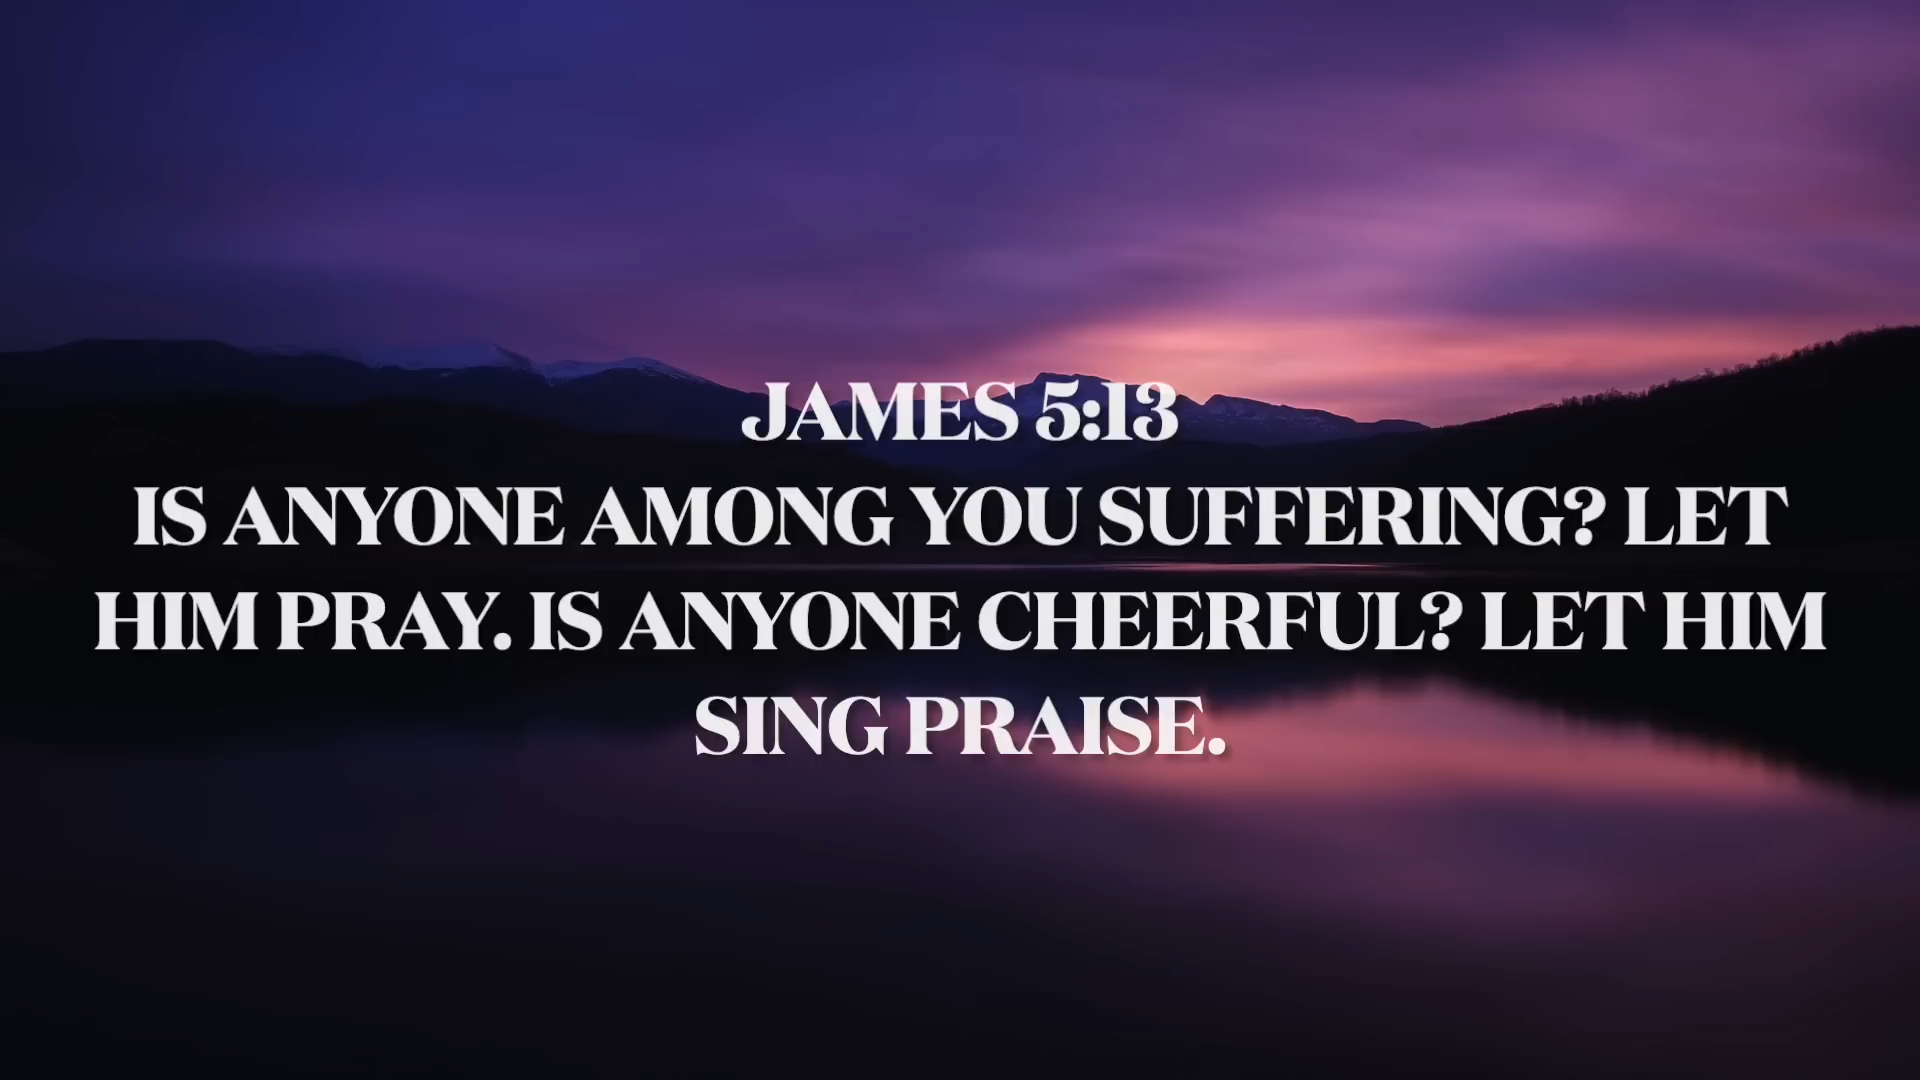 JAMES 5:13
IS ANYONE AMONG YOU SUFFERING? LET
HIM PRAY. IS ANYONE CHEERFUL? LET HIM
SING PRAISE.